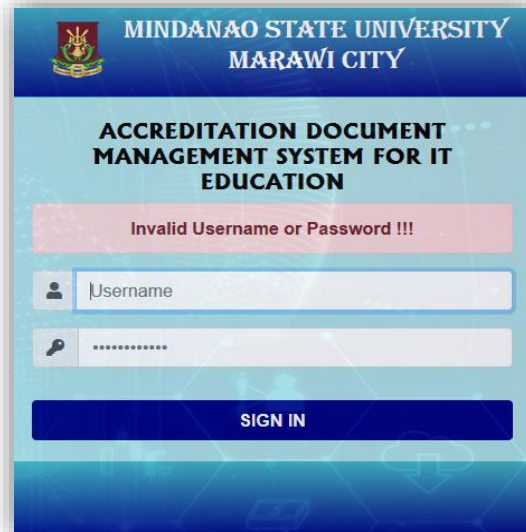 MINDANAO STATE UNIVERSITY
MARAWI CITY
ACCREDITATION DOCUMENT
MANAGEMENT SYSTEM FOR IT
EDUCATION
Invalid Username or Password !!!
Username
••••••••••••
SIGN IN